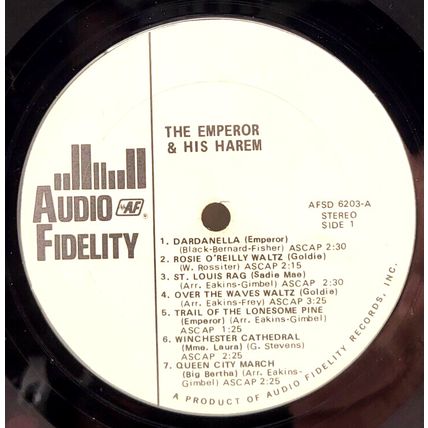 THE EMPEROR
& HIS HAREM
AUDIO AF®
FIDELITY
AFSD 6203-A
STEREO
SIDE 1
1. DARDANELLA (Emperor)
(Black-Bernard-Fisher) ASCAP 2:30
2. ROSIE O'REILLY WALTZ (Goldie)
(W. Rossiter) ASCAP 2:15
3. ST. LOUIS RAG (Sadie Mae)
(Arr. Eakins-Gimbel) ASCAP 2:30
4. OVER THE WAVES WALTZ (Goldie)
(Arr. Eakins-Frey) ASCAP 3:25
5. TRAIL OF THE LONESOME PINE
(Emperor) (Arr. Eakins-Gimbel)
ASCAP 1:25
6. WINCHESTER CATHEDRAL
(Mme. Laura) (G. Stevens)
ASCAP 2:25
7. QUEEN CITY MARCH
(Big Bertha) (Arr. Eakins-
Gimbel) ASCAP 2:25
A PRODUCT OF AUDIO FIDELITY RECORDS, INC.